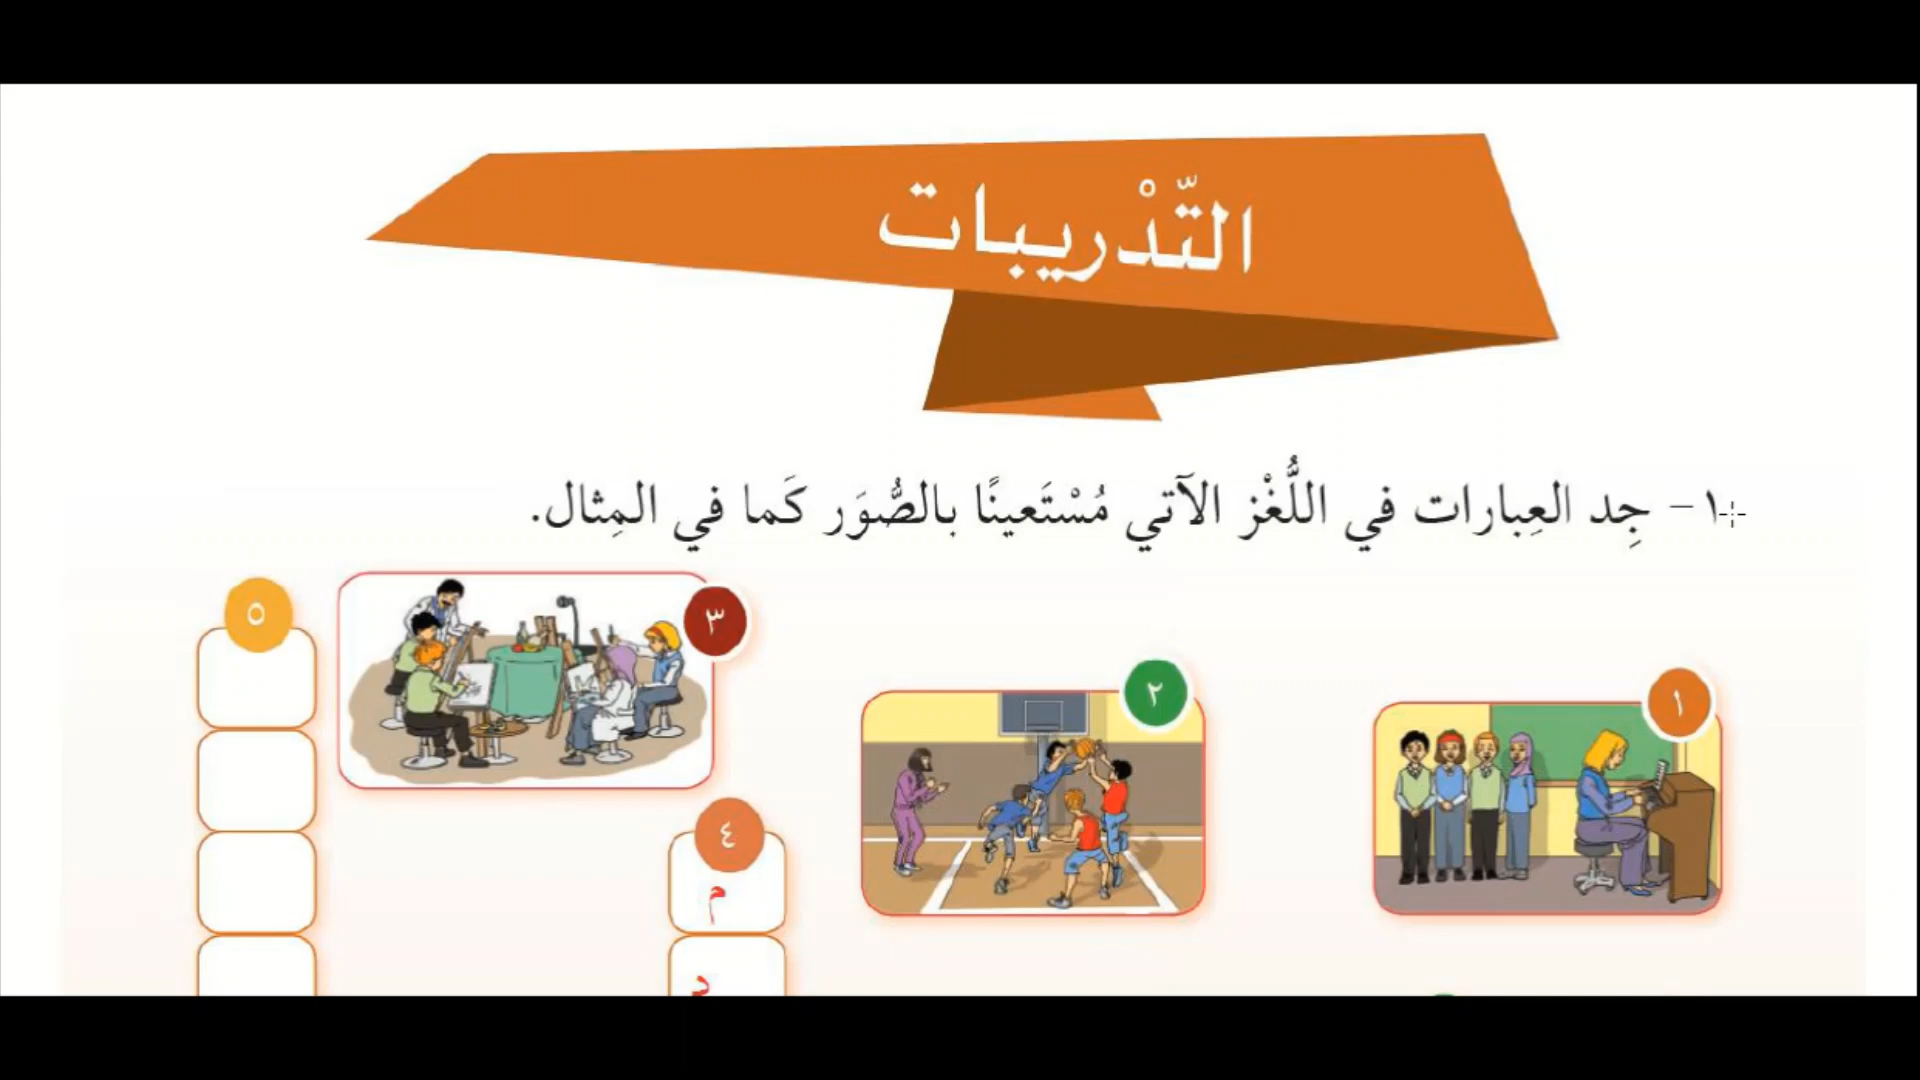 التّدْريبات
١- جِد العِبارات في اللُّغْز الآتي مُسْتَعينًا بالصُّوَر كَما في المِثال.
١
٢
٣
٤
٥
م
د